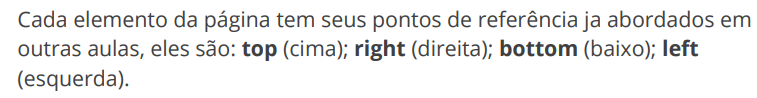 Cada elemento da página tem seus pontos de referência ja abordados em
outras aulas, eles são: top (cima); right (direita); bottom (baixo); left
(esquerda).